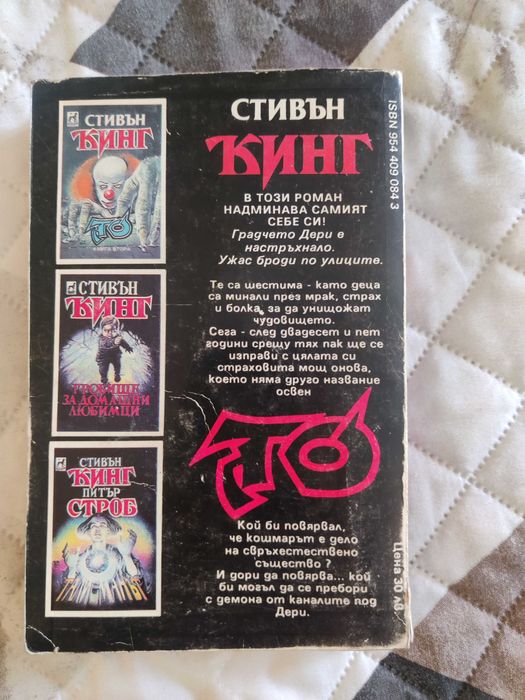 СТИВЪН
КИНГ
ТО
КНИГА ВТОРА
СТИВЪН
КИНГ
ГРОБИЩЕ
ЗА ДОМАШНИ
ЛЮБИМЦИ
СТИВЪН
КИНГ
ПИТЪР
СТРОБ
СТИВЪН
КИНГ
В ТОЗИ РОМАН
НАДМИНАВА САМИЯТ
СЕБЕ СИ!
Градчето Дери е
настръхнало.
Ужас броди по улиците.
Те са шестима - като деца
са минали през мрак, страх
и болка, за да унищожат
чудовището.
Сега - след двадесет и пет
години срещу тях пак ще се
изправи с цялата си
страховита мощ онова,
което няма друго название
освен
ТО
Кой би повярвал,
че кошмарът е дело
на свръхестествено
същество ?
И дори да повярва... кой
би могъл да се пребори
с демона от каналите под
Дери.
ISBN 954 409 084 3
Цена 30 лв.